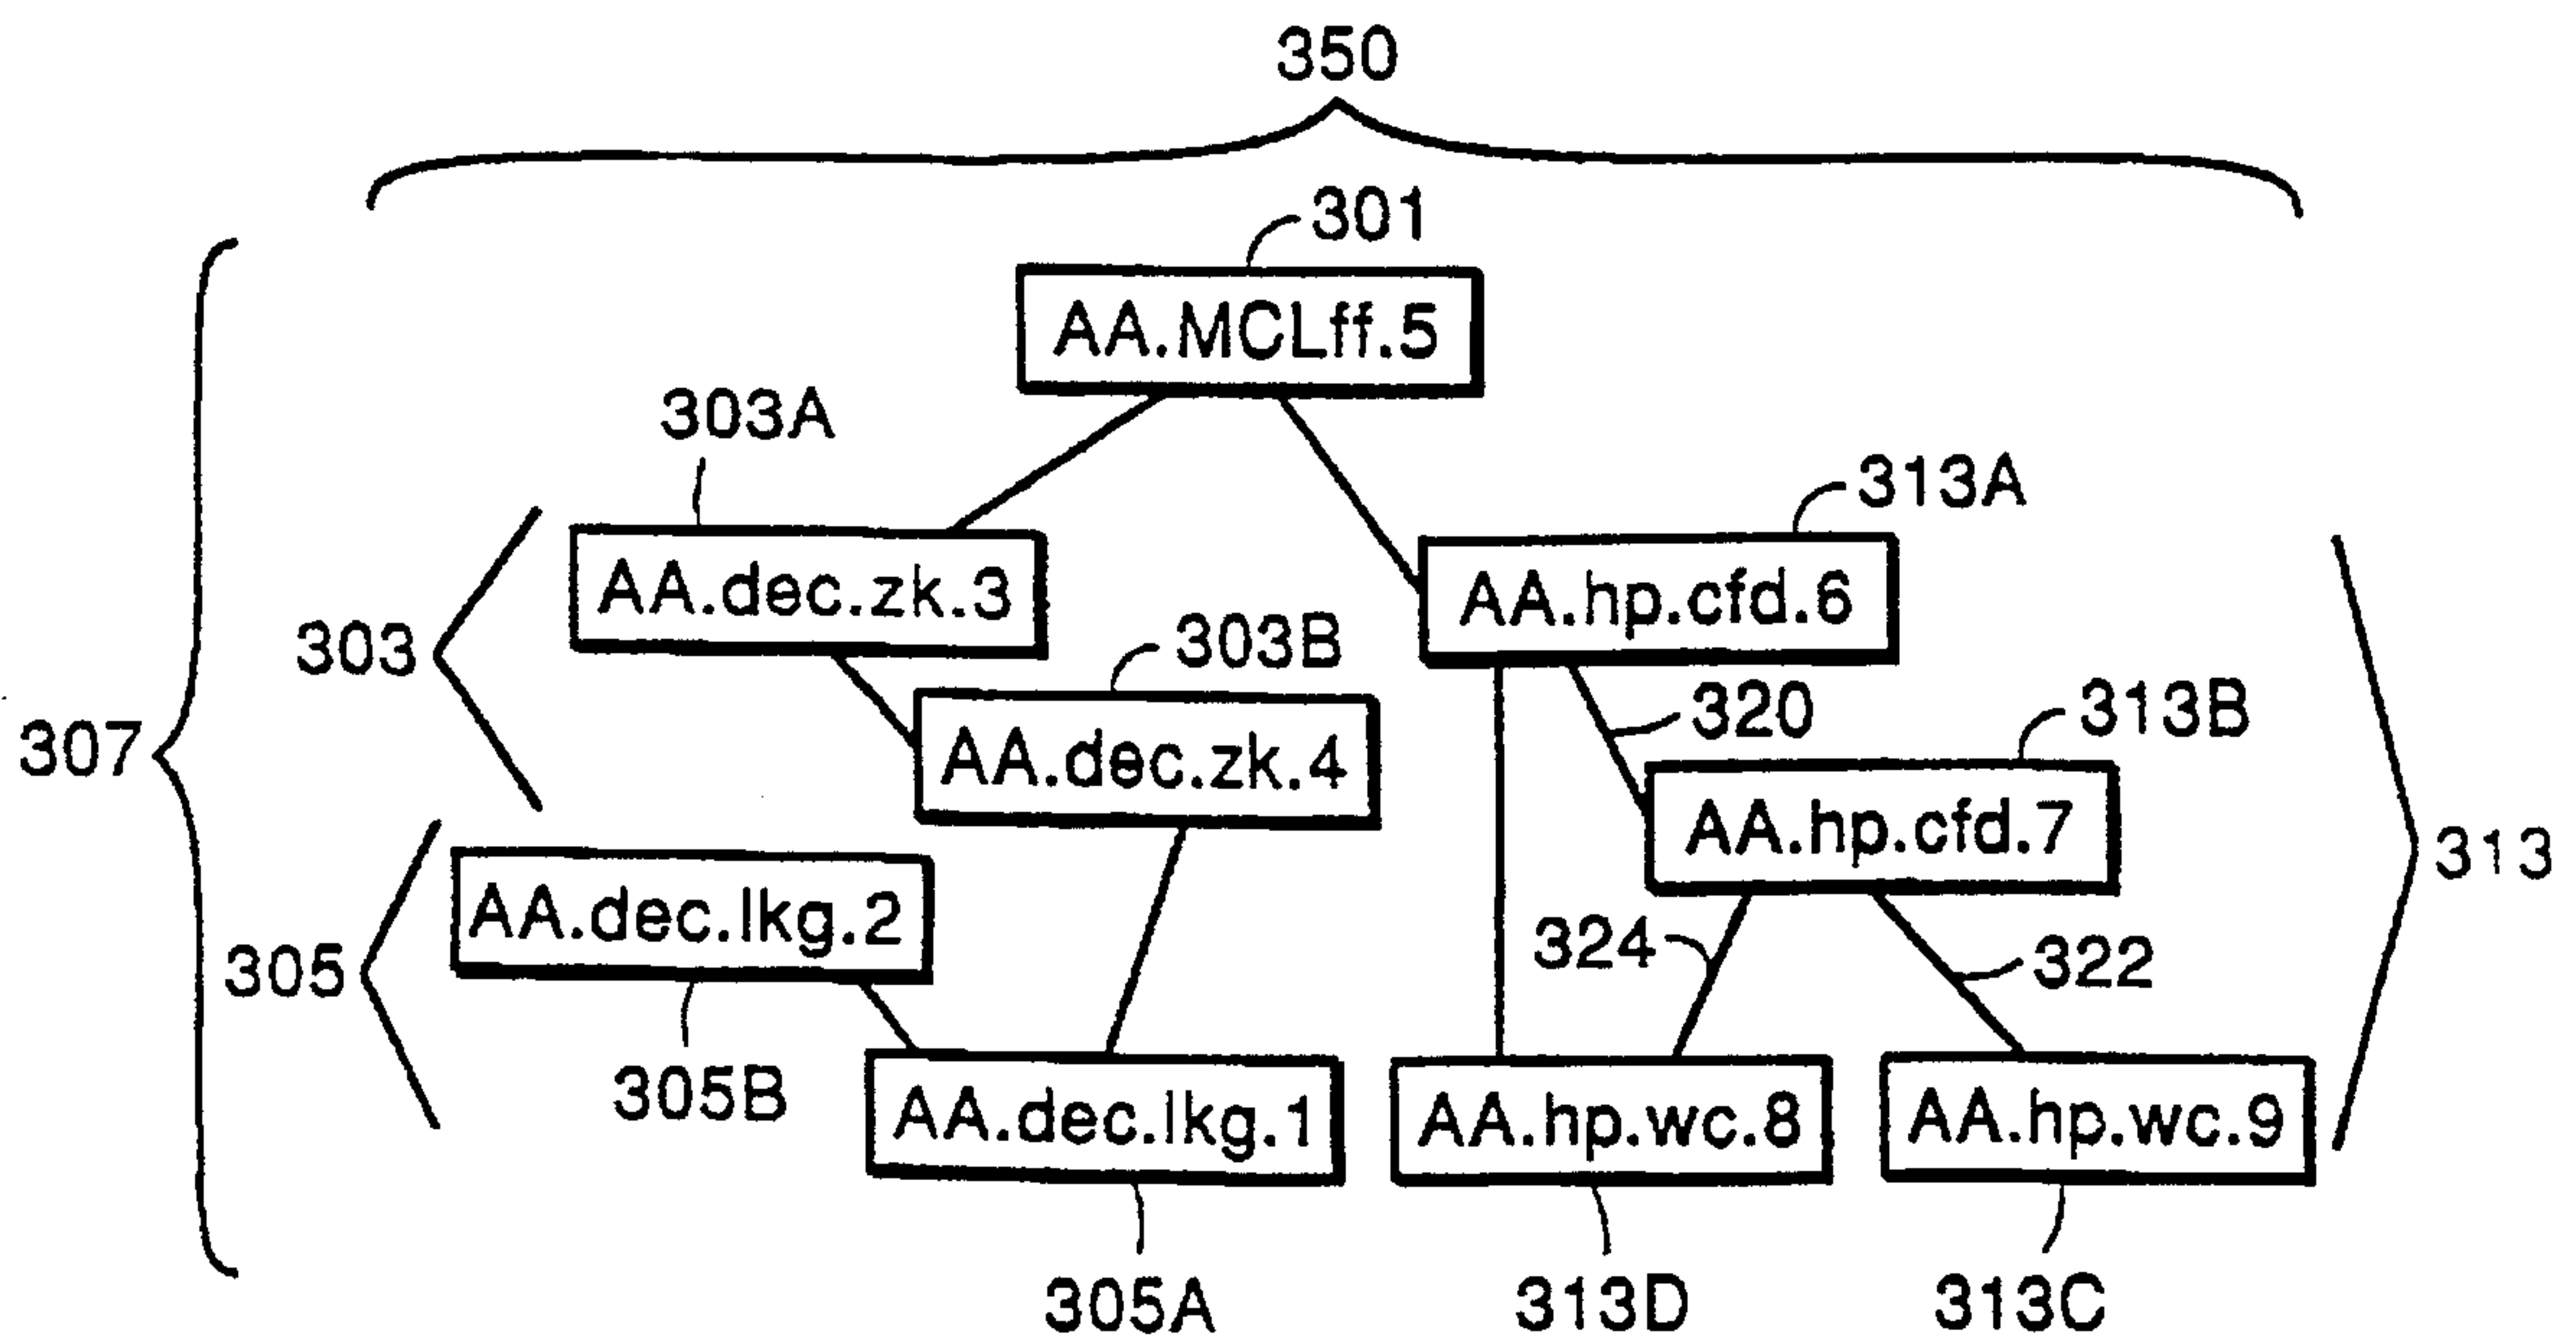 350
301
AA.MCLff.5
303A
313A
AA.dec.zk.3
AA.hp.cfd.6
303
303B
320
313B
307
AA.dec.zk.4
AA.hp.cfd.7
313
305
AA.dec.lkg.2
324
322
305B
AA.dec.lkg.1
AA.hp.wc.8
AA.hp.wc.9
305A
313D
313C